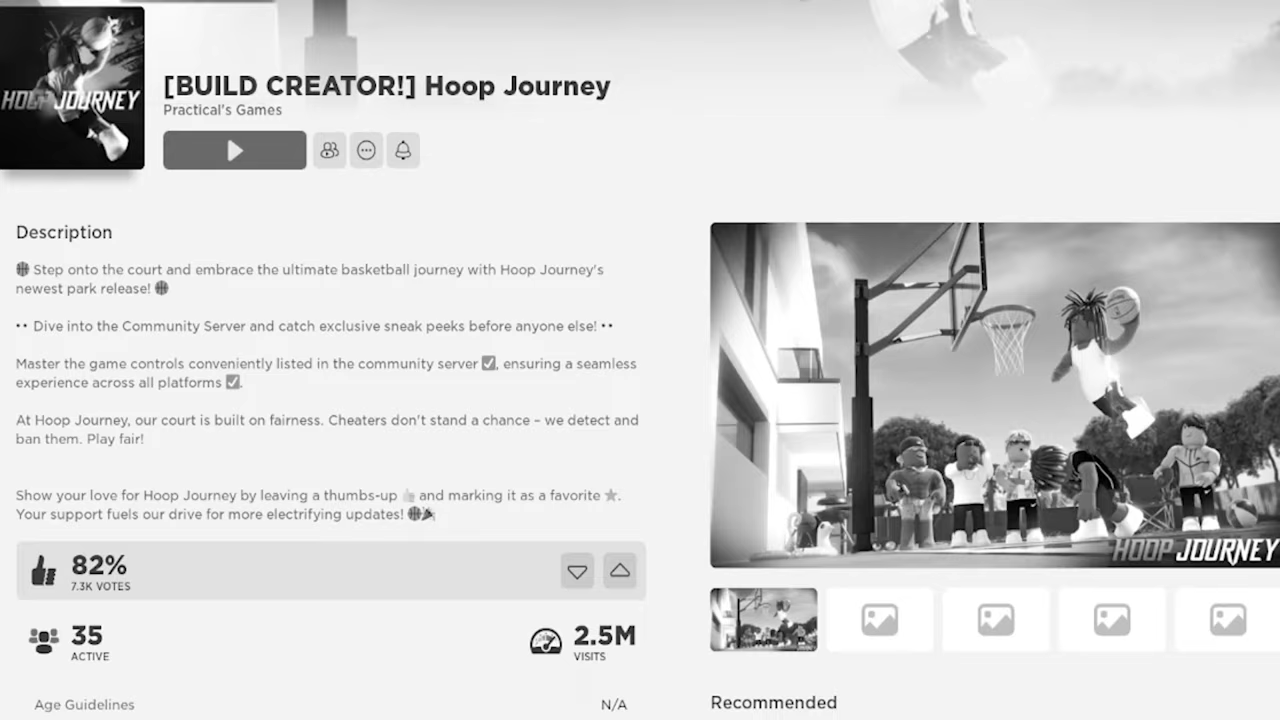 HOOP JOURNEY
[BUILD CREATOR!] Hoop Journey
Practical's Games
Description
🏀 Step onto the court and embrace the ultimate basketball journey with Hoop Journey's
newest park release! 🏀
•• Dive into the Community Server and catch exclusive sneak peeks before anyone else! ••
Master the game controls conveniently listed in the community server ☑️, ensuring a seamless
experience across all platforms ☑️.
At Hoop Journey, our court is built on fairness. Cheaters don't stand a chance – we detect and
ban them. Play fair!
Show your love for Hoop Journey by leaving a thumbs-up 👍 and marking it as a favorite ⭐.
Your support fuels our drive for more electrifying updates! 🏀🎉
82%
7.3K VOTES
35
ACTIVE
2.5M
VISITS
Age Guidelines
N/A
HOOP JOURNEY
Recommended